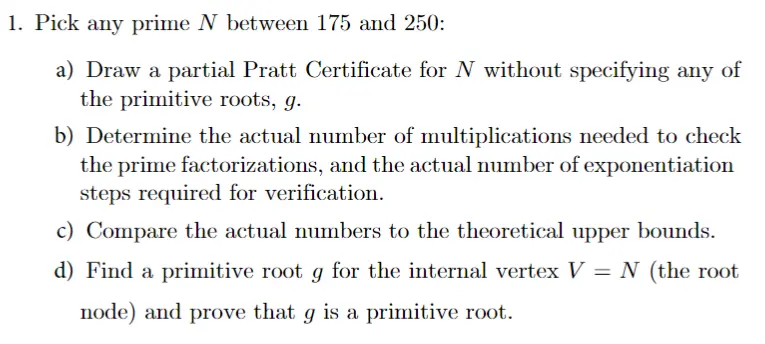 1. Pick any prime N between 175 and 250:
a) Draw a partial Pratt Certificate for N without specifying any of
the primitive roots, g.
b) Determine the actual number of multiplications needed to check
the prime factorizations, and the actual number of exponentiation
steps required for verification.
c) Compare the actual numbers to the theoretical upper bounds.
d) Find a primitive root g for the internal vertex V = N (the root
node) and prove that g is a primitive root.